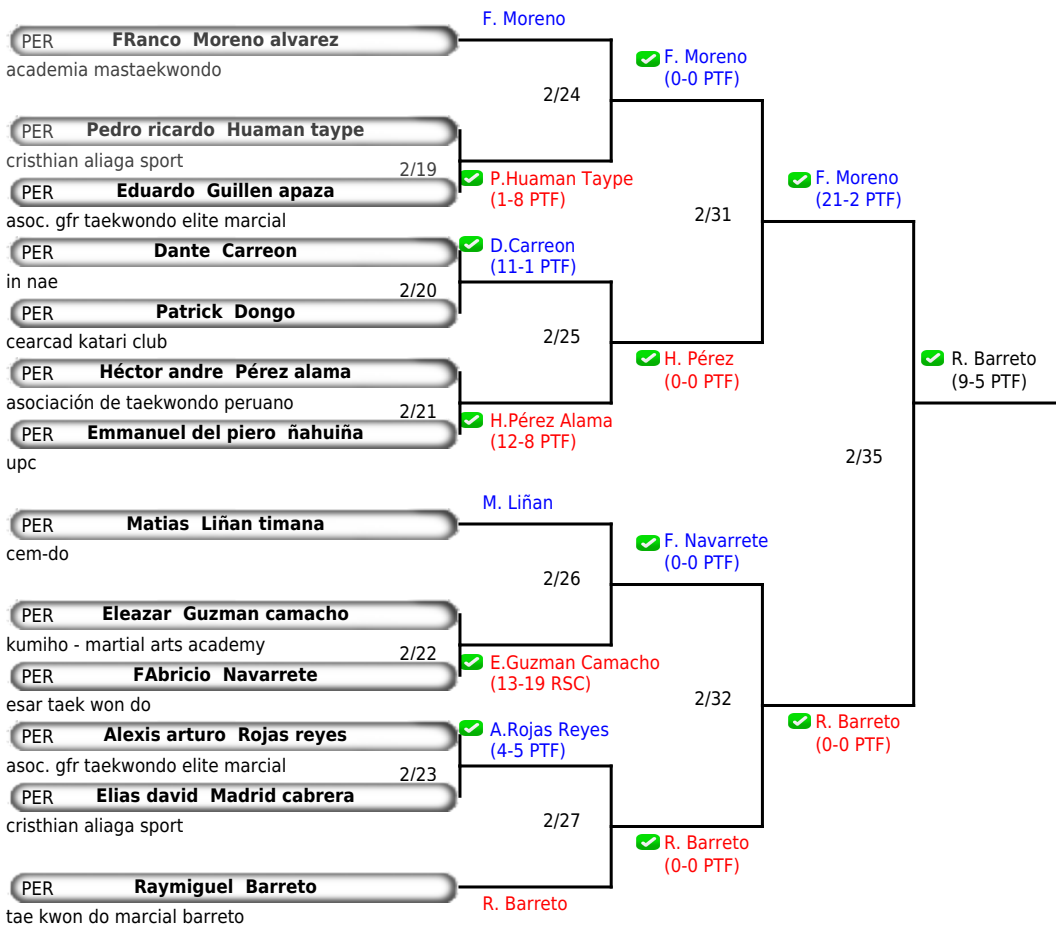 F. Moreno
PER FRanco Moreno alvarez
academia mastaekwondo
F. Moreno
(0-0 PTF)
2/24
PER Pedro ricardo Huaman taype
cristhian aliaga sport
2/19
P.Huaman Taype
(1-8 PTF)
PER Eduardo Guillen apaza
asoc. gfr taekwondo elite marcial
F. Moreno
(21-2 PTF)
2/31
PER Dante Carreon
in nae
D.Carreon
(11-1 PTF)
2/20
PER Patrick Dongo
cearcad katari club
2/25
H. Pérez
(0-0 PTF)
PER Héctor andre Pérez alama
asociación de taekwondo peruano
2/21
H.Pérez Alama
(12-8 PTF)
PER Emmanuel del piero ñahuiña
upc
R. Barreto
(9-5 PTF)
2/35
M. Liñan
PER Matias Liñan timana
cem-do
F. Navarrete
(0-0 PTF)
2/26
PER Eleazar Guzman camacho
kumiho - martial arts academy
2/22
E.Guzman Camacho
(13-19 RSC)
PER FAbricio Navarrete
esar taek won do
2/32
R. Barreto
(0-0 PTF)
PER Alexis arturo Rojas reyes
asoc. gfr taekwondo elite marcial
A.Rojas Reyes
(4-5 PTF)
2/23
PER Elias david Madrid cabrera
cristhian aliaga sport
2/27
R. Barreto
(0-0 PTF)
PER Raymiguel Barreto
tae kwon do marcial barreto
R. Barreto